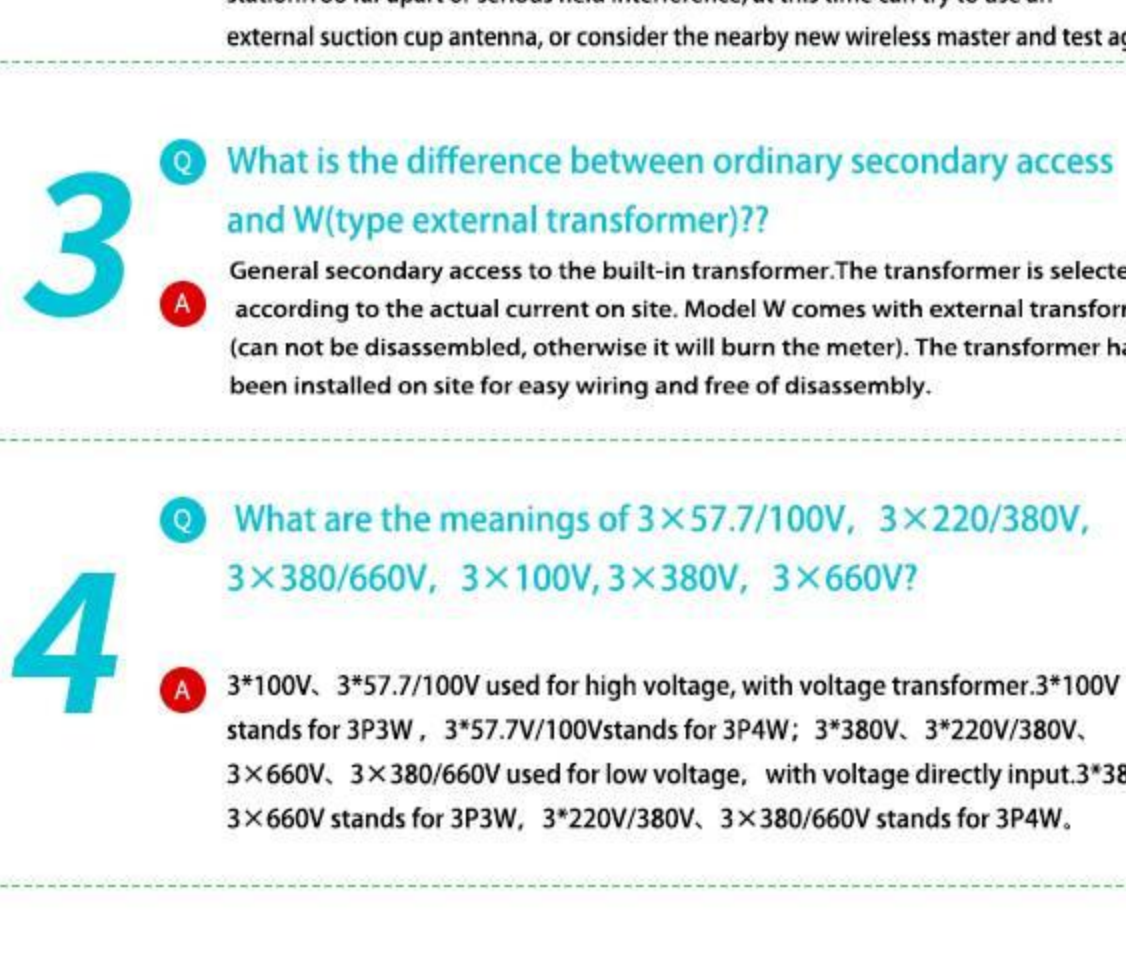 external suction cup antenna, or consider the nearby new wireless master and test
3
Q
What is the difference between ordinary secondary access
and W(type external transformer)??
A
General secondary access to the built-in transformer.The transformer is
according to the actual current on site. Model W comes with external
(can not be disassembled, otherwise it will burn the meter). The transformer
been installed on site for easy wiring and free of disassembly.
4
Q
What are the meanings of 3×57.7/100V, 3×220/380V,
3×380/660V, 3×100V, 3×380V, 3×660V?
A
3*100V、3*57.7/100V used for high voltage, with voltage transformer.3*100V
stands for 3P3W , 3*57.7V/100Vstands for 3P4W; 3*380V、3*220V/380V、
3×660V、3×380/660V used for low voltage, with voltage directly input.
3×660V stands for 3P3W, 3*220V/380V、3×380/660V stands for 3P4W。